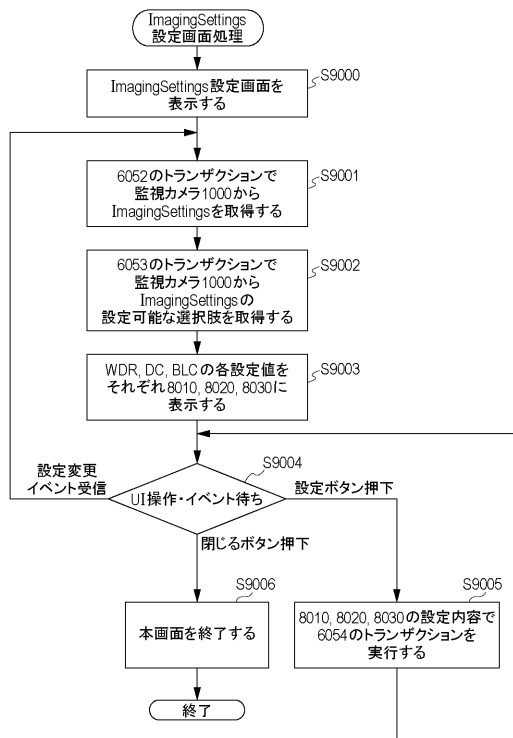 ImagingSettings
設定画面処理
S9000
ImagingSettings設定画面を
表示する
S9001
6052のトランザクションで
監視カメラ1000から
ImagingSettingsを取得する
S9002
6053のトランザクションで
監視カメラ1000から
ImagingSettingsの
設定可能な選択肢を取得する
S9003
WDR, DC, BLCの各設定値を
それぞれ8010, 8020, 8030に
表示する
S9004
設定変更
イベント受信
UI操作・イベント待ち
設定ボタン押下
閉じるボタン押下
S9006
本画面を終了する
S9005
8010, 8020, 8030の設定内容で
6054のトランザクションを
実行する
終了